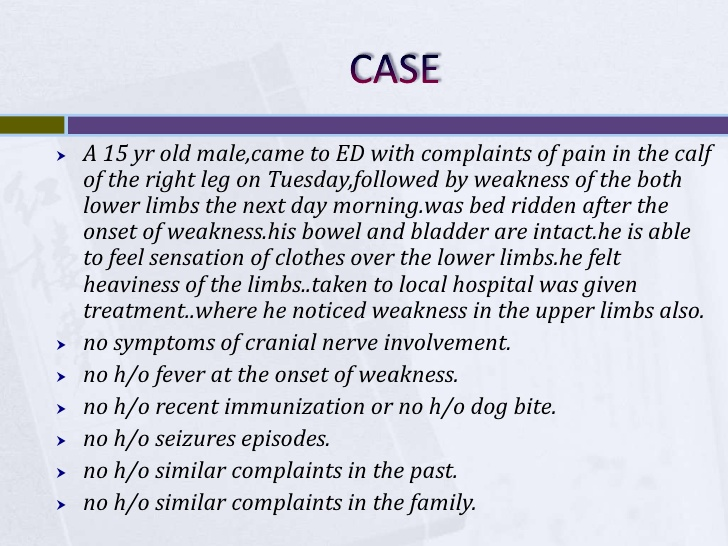 CASE
A 15 yr old male,came to ED with complaints of pain in the calf
of the right leg on Tuesday,followed by weakness of the both
lower limbs the next day morning.was bed ridden after the
onset of weakness.his bowel and bladder are intact.he is able
to feel sensation of clothes over the lower limbs.he felt
heaviness of the limbs..taken to local hospital was given
treatment..where he noticed weakness in the upper limbs also.
no symptoms of cranial nerve involvement.
no h/o fever at the onset of weakness.
no h/o recent immunization or no h/o dog bite.
no h/o seizures episodes.
no h/o similar complaints in the past.
no h/o similar complaints in the family.